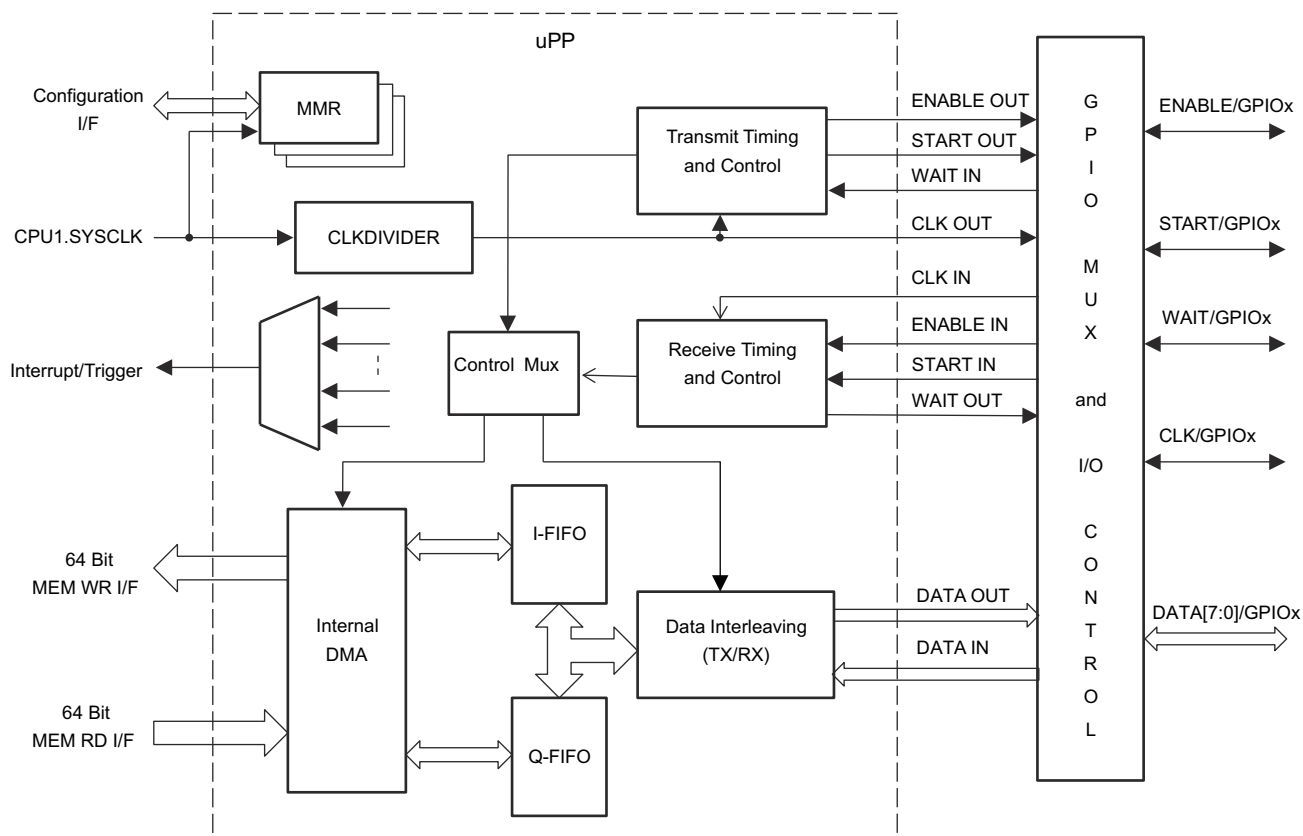 uPP
Configuration
I/F
MMR
CPU1.SYSCLK
CLKDIVIDER
Interrupt/Trigger
Transmit Timing
and Control
ENABLE OUT
START OUT
WAIT IN
CLK OUT
CLK IN
Control Mux
Receive Timing
and Control
ENABLE IN
START IN
WAIT OUT
64 Bit
MEM WR I/F
64 Bit
MEM RD I/F
Internal
DMA
I-FIFO
Q-FIFO
Data Interleaving
(TX/RX)
DATA OUT
DATA IN
G
P
I
O
M
U
X
and
I/O
C
O
N
T
R
O
L
ENABLE/GPIOx
START/GPIOx
WAIT/GPIOx
CLK/GPIOx
DATA[7:0]/GPIOx